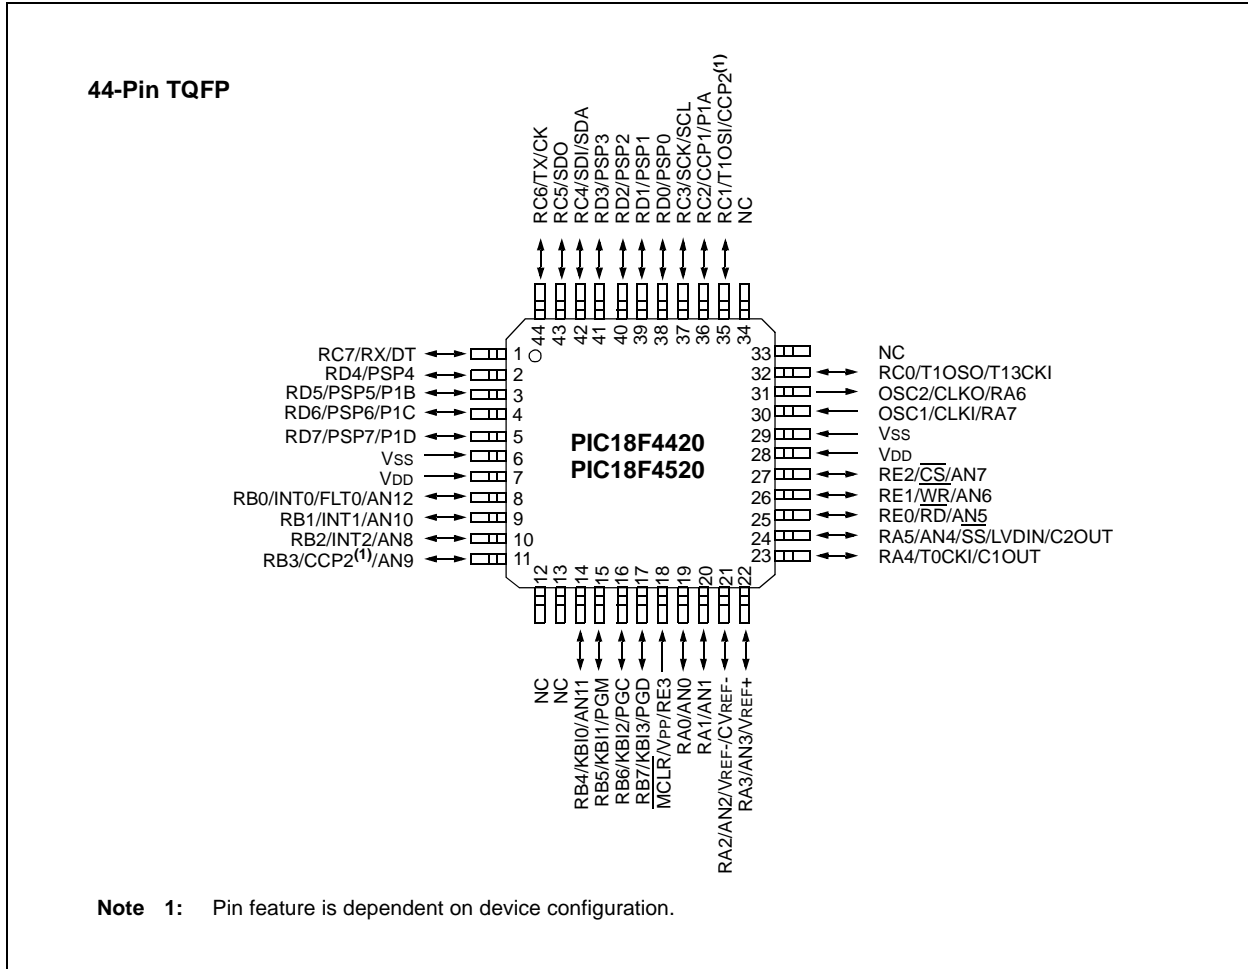 44-Pin TQFP
RC6/TX/CK
RC5/SDO
RC4/SDI/SDA
RD3/PSP3
RD2/PSP2
RD1/PSP1
RD0/PSP0
RC3/SCK/SCL
RC2/CCP1/P1A
RC1/T1OSI/CCP2(1)
NC
44
43
42
41
40
39
38
37
36
35
34
RC7/RX/DT 1
RD4/PSP4 2
RD5/PSP5/P1B 3
RD6/PSP6/P1C 4
RD7/PSP7/P1D 5
VSS 6
VDD 7
RB0/INT0/FLT0/AN12 8
RB1/INT1/AN10 9
RB2/INT2/AN8 10
RB3/CCP2(1)/AN9 11
PIC18F4420
PIC18F4520
33 NC
32 RC0/T1OSO/T13CKI
31 OSC2/CLKO/RA6
30 OSC1/CLKI/RA7
29 VSS
28 VDD
27 RE2/CS/AN7
26 RE1/WR/AN6
25 RE0/RD/AN5
24 RA5/AN4/SS/LVDIN/C2OUT
23 RA4/T0CKI/C1OUT
12
13
14
15
16
17
18
19
20
21
22
NC
NC
RB4/KBI0/AN11
RB5/KBI1/PGM
RB6/KBI2/PGC
RB7/KBI3/PGD
MCLR/VPP/RE3
RA0/AN0
RA1/AN1
RA2/AN2/VREF-/CVREF-
RA3/AN3/VREF+
Note 1: Pin feature is dependent on device configuration.